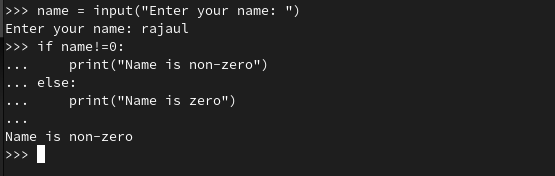 >>> name = input("Enter your name: ")
Enter your name: rajaul
>>> if name!=0:
...     print("Name is non-zero")
... else:
...     print("Name is zero")
...
Name is non-zero
>>>